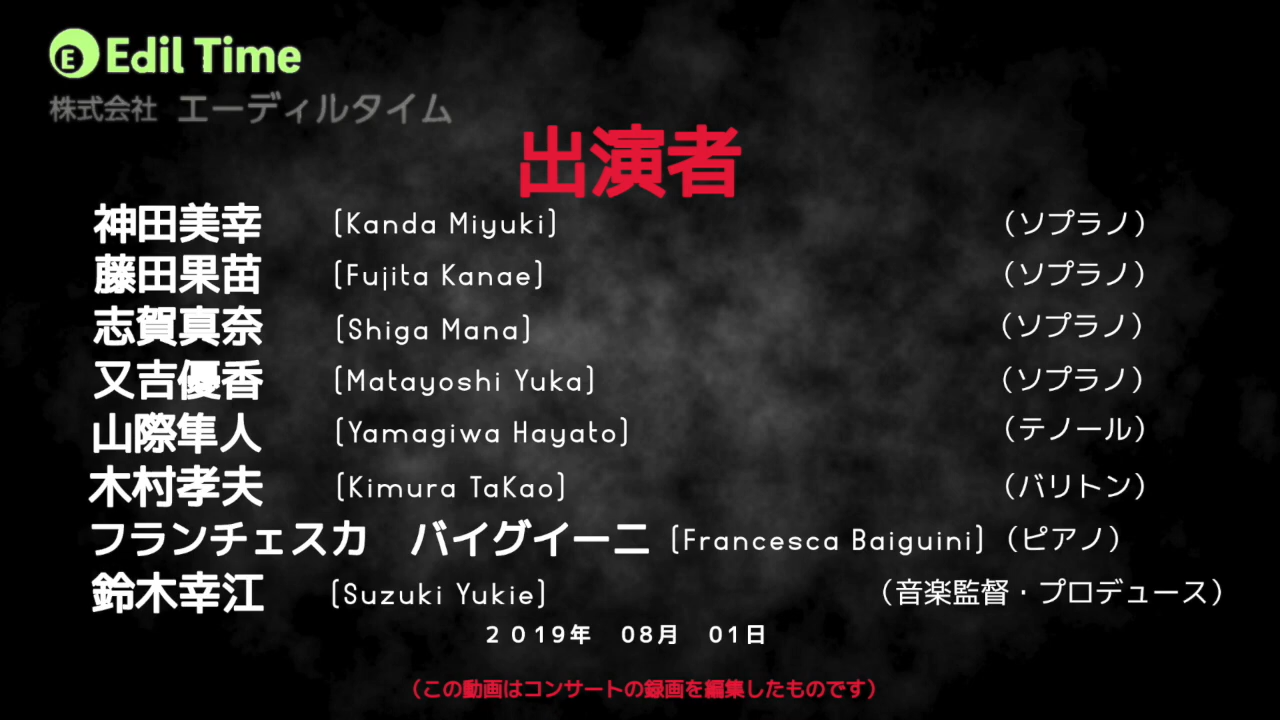 E Edil Time
株式会社 エーディルタイム
出演者
神田美幸 (Kanda Miyuki) （ソプラノ）
藤田果苗 (Fujita Kanae) （ソプラノ）
志賀真奈 (Shiga Mana) （ソプラノ）
又吉優香 (Matayoshi Yuka) （ソプラノ）
山際隼人 (Yamagiwa Hayato) （テノール）
木村孝夫 (Kimura TaKao) （バリトン）
フランチェスカ　バイグイーニ (Francesca Baiguini) （ピアノ）
鈴木幸江 (Suzuki Yukie) （音楽監督・プロデュース）
２０19年　08月　01日
（この動画はコンサートの録画を編集したものです）